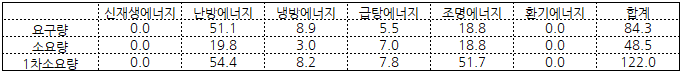 신재생에너지 난방에너지 냉방에너지 급탕에너지 조명에너지 환기에너지 합계
요구량 0.0 51.1 8.9 5.5 18.8 0.0 84.3
소요량 0.0 19.8 3.0 7.0 18.8 0.0 48.5
1차소요량 0.0 54.4 8.2 7.8 51.7 0.0 122.0